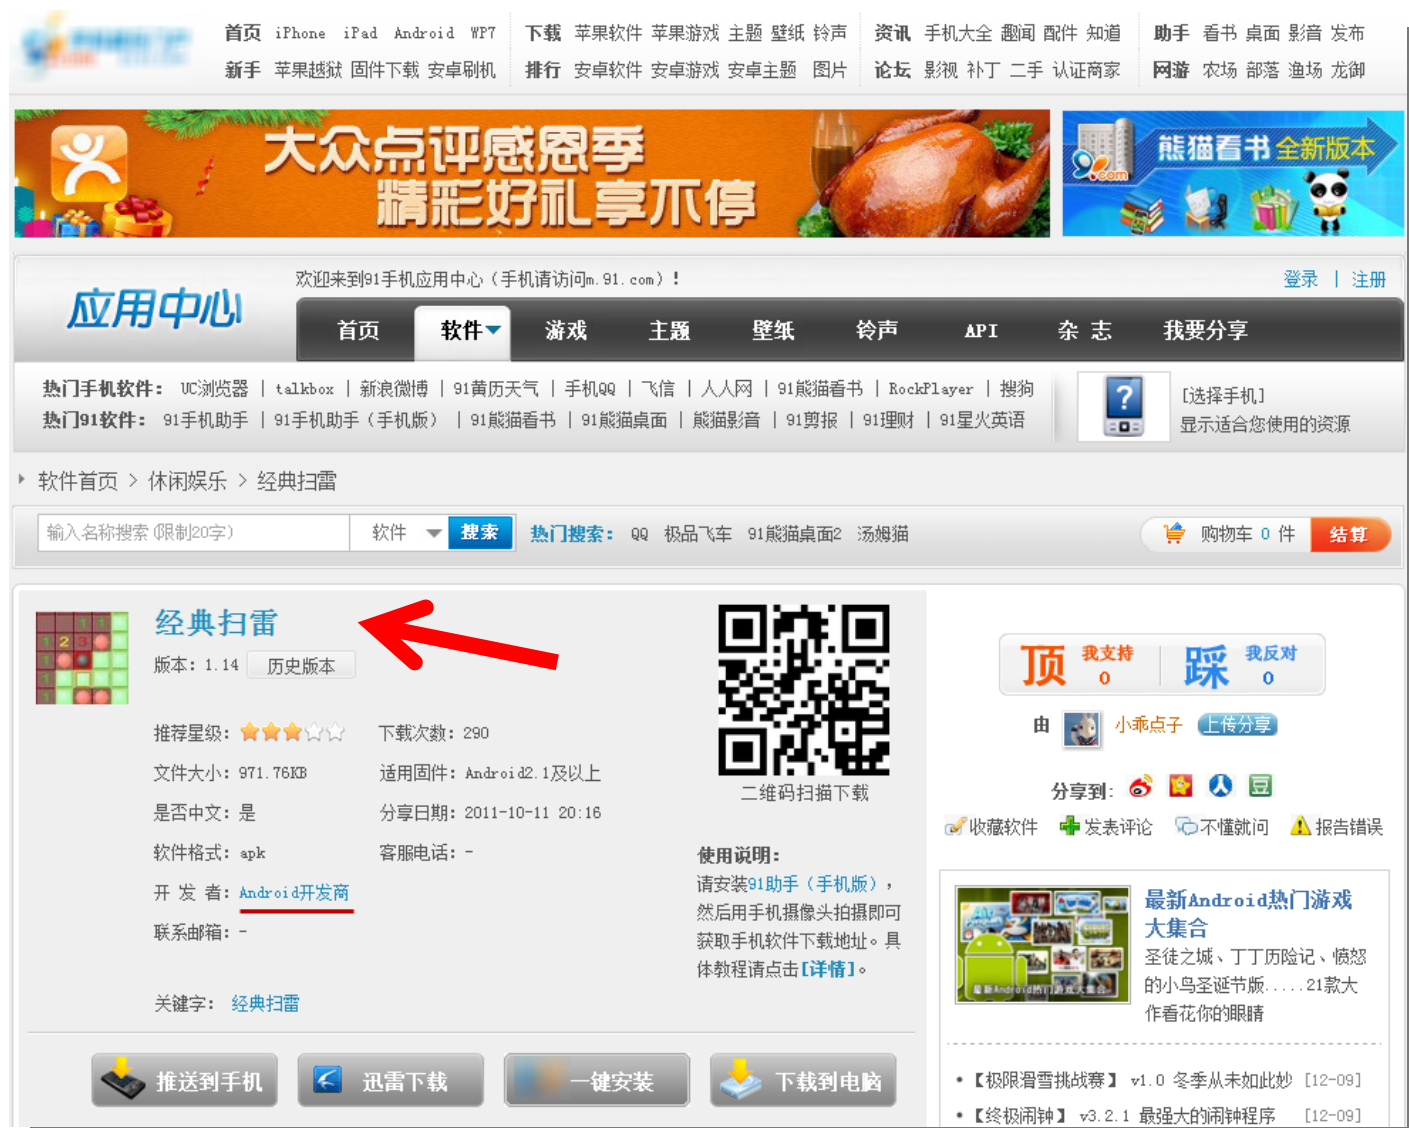 首页 iPhone iPad Android WP7 下载 苹果软件 苹果游戏 主题 壁纸 铃声 资讯 手机大全 趣闻 配件 知道 助手 看书 桌面 影音 发布
新手 苹果越狱 固件下载 安卓刷机 排行 安卓软件 安卓游戏 安卓主题 图片 论坛 影视 补丁 二手 认证商家 网游 农场 部落 渔场 龙御
大众点评感恩季
精彩好礼享不停
熊猫看书全新版本
91.com
欢迎来到91手机应用中心（手机请访问m.91.com）！
登录 | 注册
应用中心
首页 软件 游戏 主题 壁纸 铃声 API 杂 志 我要分享
热门手机软件： UC浏览器 | talkbox | 新浪微博 | 91黄历天气 | 手机QQ | 飞信 | 人人网 | 91熊猫看书 | RockPlayer | 搜狗
热门91软件： 91手机助手 | 91手机助手（手机版） | 91熊猫看书 | 91熊猫桌面 | 熊猫影音 | 91剪报 | 91理财 | 91星火英语
?
[选择手机]
显示适合您使用的资源
软件首页 > 休闲娱乐 > 经典扫雷
输入名称搜索(限制20字) 软件 搜索 热门搜索： QQ 极品飞车 91熊猫桌面2 汤姆猫 购物车 0 件 结算
经典扫雷
版本：1.14 历史版本
推荐星级： 下载次数：290
文件大小：971.76KB 适用固件：Android2.1及以上
是否中文：是 分享日期：2011-10-11 20:16
软件格式：apk 客服电话：-
开 发 者：Android开发商
联系邮箱：-
关键字： 经典扫雷
二维码扫描下载
使用说明：
请安装91助手（手机版），
然后用手机摄像头拍摄即可
获取手机软件下载地址。具
体教程请点击[详情]。
推送到手机 迅雷下载 一键安装 下载到电脑
顶 我支持 0 踩 我反对 0
由 小乖点子 上传分享
分享到：
豆
收藏软件 发表评论 不懂就问 报告错误
最新Android热门游戏大集合
最新Android热门游戏
大集合
圣徒之城、丁丁历险记、愤怒
的小鸟圣诞节版.....21款大
作看花你的眼睛
• 【极限滑雪挑战赛】 v1.0 冬季从未如此妙 [12-09]
• 【终极闹钟】 v3.2.1 最强大的闹钟程序 [12-09]